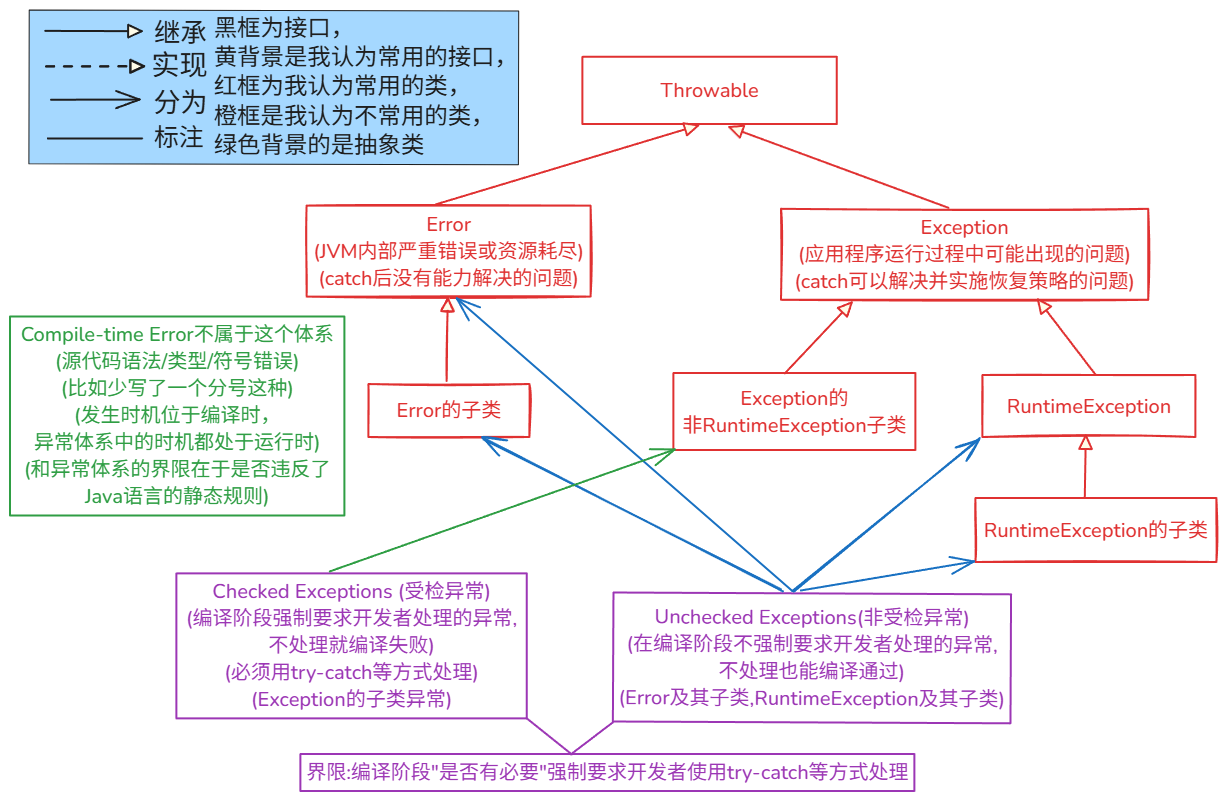 继承
实现
分为
标注
黑框为接口，
黄背景是我认为常用的接口，
红框为我认为常用的类，
橙框是我认为不常用的类，
绿色背景的是抽象类
Throwable
Error
(JVM内部严重错误或资源耗尽)
(catch后没有能力解决的问题)
Exception
(应用程序运行过程中可能出现的问题)
(catch可以解决并实施恢复策略的问题)
Compile-time Error不属于这个体系
(源代码语法/类型/符号错误)
(比如少写了一个分号这种)
(发生时机位于编译时，
异常体系中的时机都处于运行时)
(和异常体系的界限在于是否违反了
Java语言的静态规则)
Error的子类
Exception的
非RuntimeException子类
RuntimeException
RuntimeException的子类
Checked Exceptions (受检异常)
(编译阶段强制要求开发者处理的异常,
不处理就编译失败)
(必须用try-catch等方式处理)
(Exception的子类异常)
Unchecked Exceptions(非受检异常)
(在编译阶段不强制要求开发者处理的异常,
不处理也能编译通过)
(Error及其子类,RuntimeException及其子类)
界限:编译阶段"是否有必要"强制要求开发者使用try-catch等方式处理